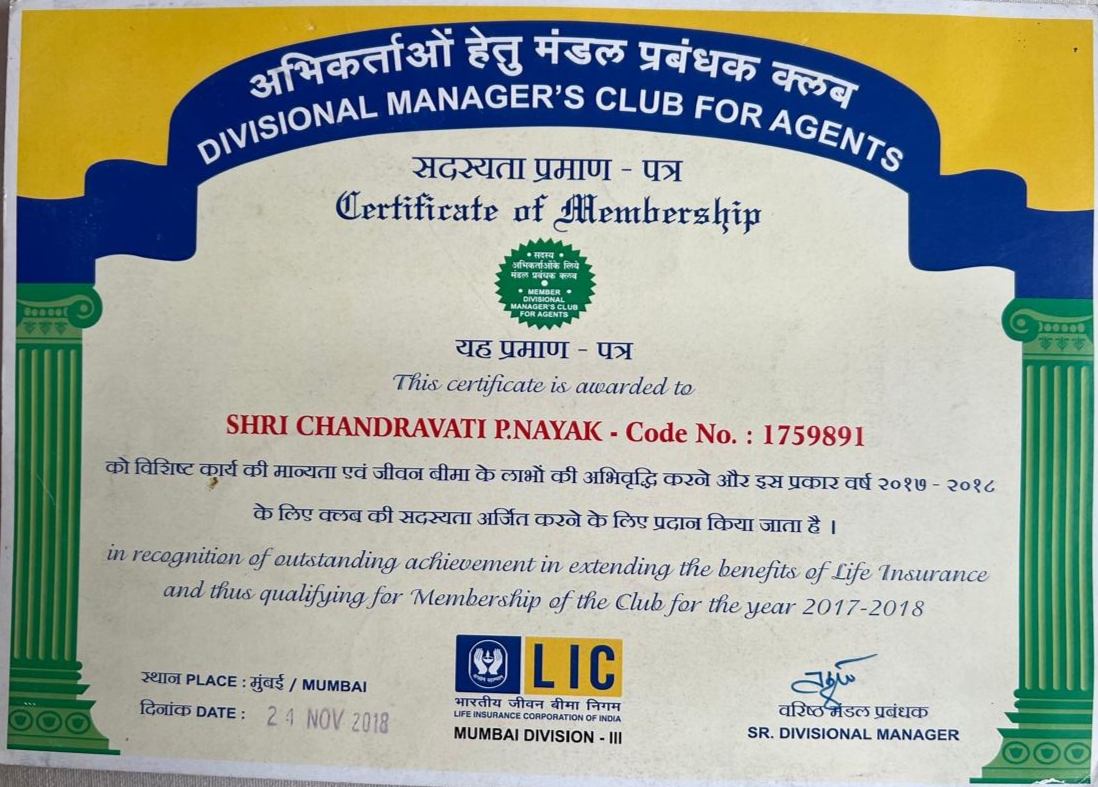 अभिकर्ताओं हेतु मंडल प्रबंधक क्लब
DIVISIONAL MANAGER'S CLUB FOR AGENTS
सदस्यता प्रमाण - पत्र
Certificate of Membership
• सदस्य •
अभिकर्ताओंके लिये
मंडल प्रबंधक क्लब
• MEMBER •
DIVISIONAL
MANAGER'S CLUB
FOR AGENTS
यह प्रमाण - पत्र
This certificate is awarded to
SHRI CHANDRAVATI P.NAYAK - Code No. : 1759891
को विशिष्ट कार्य की मान्यता एवं जीवन बीमा के लाभों की अभिवृद्धि करने और इस प्रकार वर्ष २०१७ - २०१८
के लिए क्लब की सदस्यता अर्जित करने के लिए प्रदान किया जाता है ।
in recognition of outstanding achievement in extending the benefits of Life Insurance
and thus qualifying for Membership of the Club for the year 2017-2018
स्थान PLACE : मुंबई / MUMBAI
दिनांक DATE : 24 NOV 2018
LIC
भारतीय जीवन बीमा निगम
LIFE INSURANCE CORPORATION OF INDIA
MUMBAI DIVISION - III
वरिष्ठ मंडल प्रबंधक
SR. DIVISIONAL MANAGER